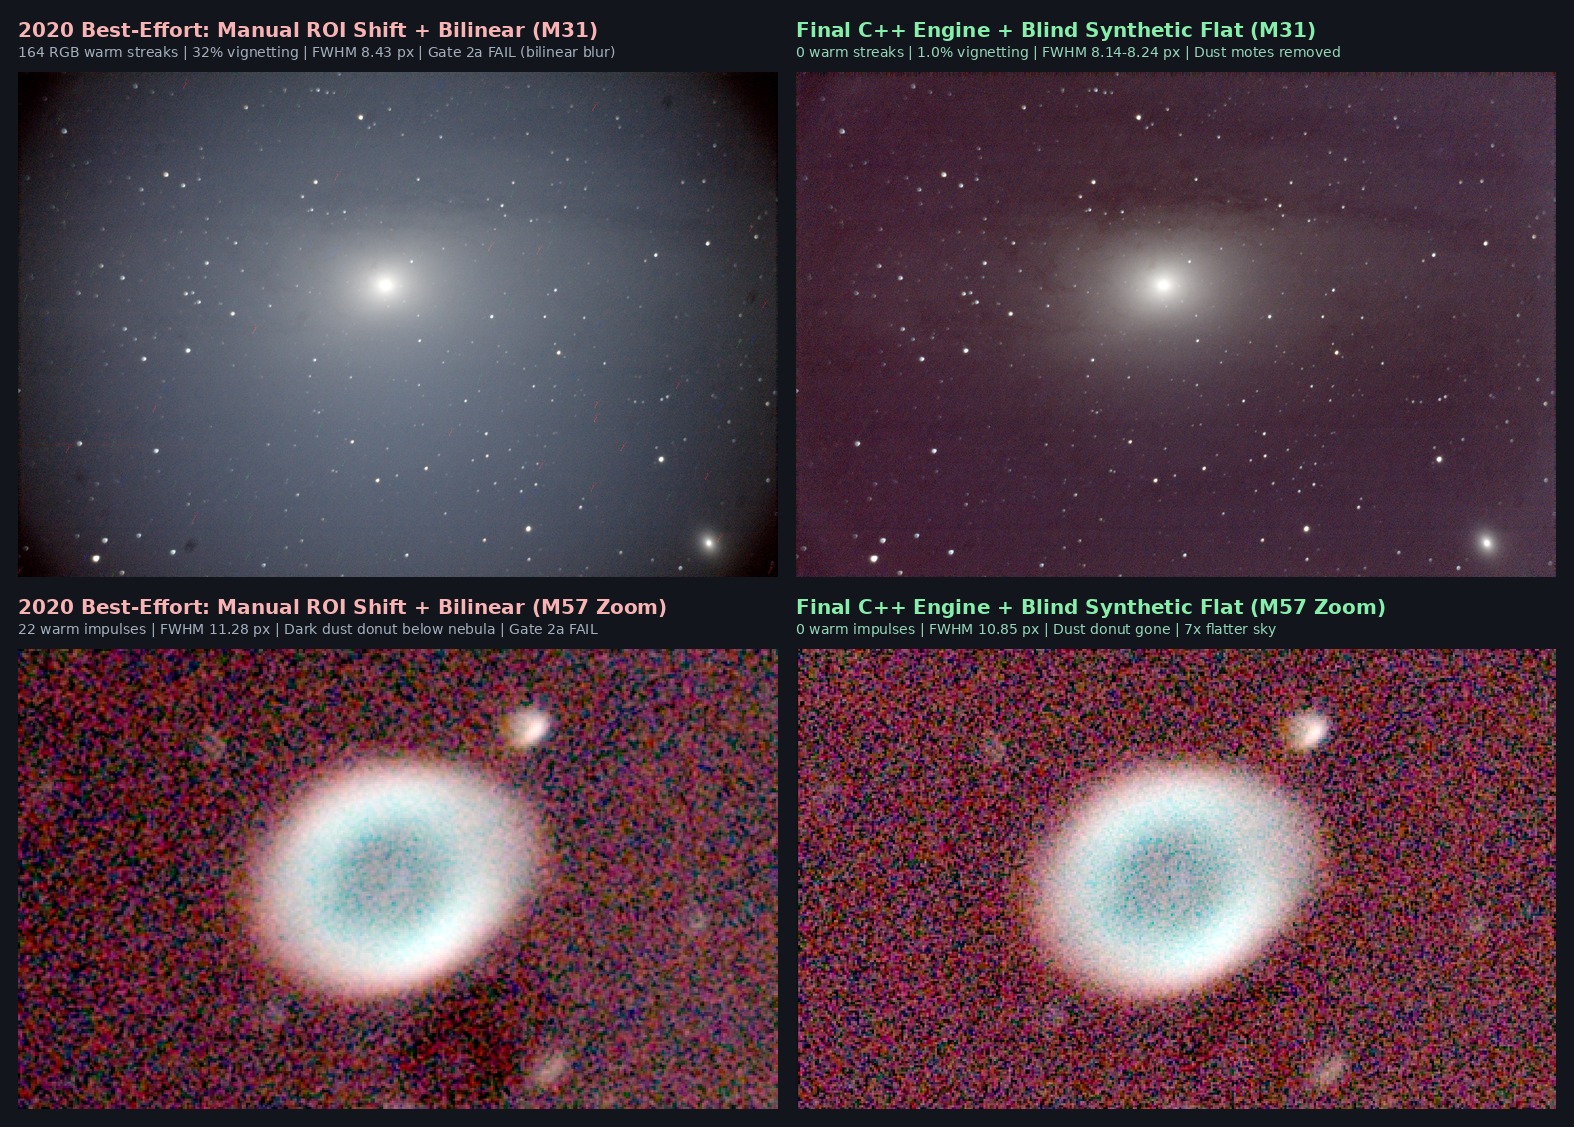 2020 Best-Effort: Manual ROI Shift + Bilinear (M31)
164 RGB warm streaks | 32% vignetting | FWHM 8.43 px | Gate 2a FAIL (bilinear blur)
Final C++ Engine + Blind Synthetic Flat (M31)
0 warm streaks | 1.0% vignetting | FWHM 8.14-8.24 px | Dust motes removed
2020 Best-Effort: Manual ROI Shift + Bilinear (M57 Zoom)
22 warm impulses | FWHM 11.28 px | Dark dust donut below nebula | Gate 2a FAIL
Final C++ Engine + Blind Synthetic Flat (M57 Zoom)
0 warm impulses | FWHM 10.85 px | Dust donut gone | 7x flatter sky